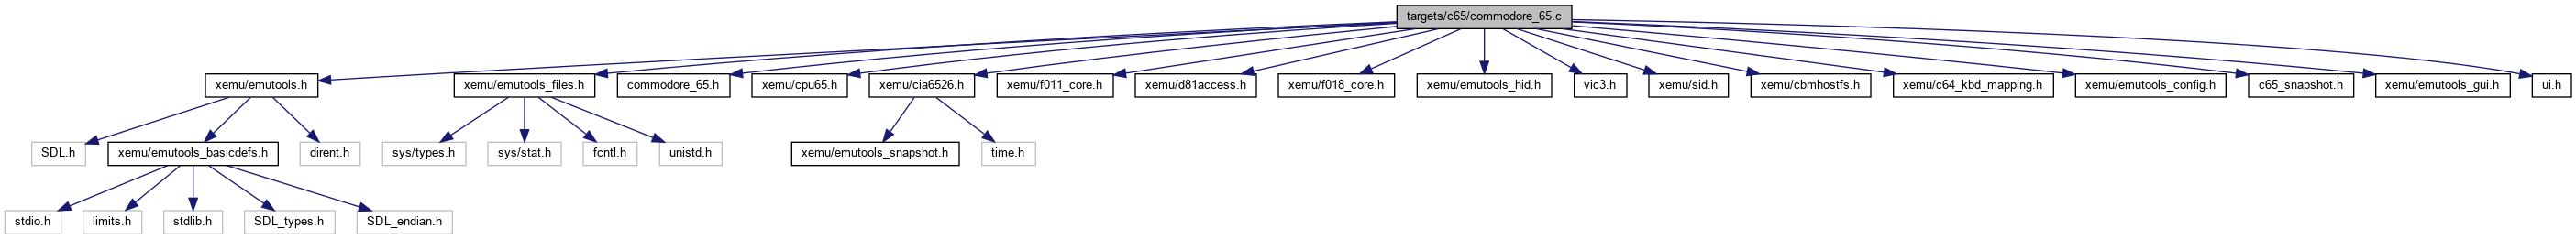 targets/c65/commodore_65.c
xemu/emutools.h
xemu/emutools_files.h
commodore_65.h
xemu/cpu65.h
xemu/cia6526.h
xemu/f011_core.h
xemu/d81access.h
xemu/f018_core.h
xemu/emutools_hid.h
vic3.h
xemu/sid.h
xemu/cbmhostfs.h
xemu/c64_kbd_mapping.h
xemu/emutools_config.h
c65_snapshot.h
xemu/emutools_gui.h
ui.h
SDL.h
xemu/emutools_basicdefs.h
dirent.h
sys/types.h
sys/stat.h
fcntl.h
unistd.h
xemu/emutools_snapshot.h
time.h
stdio.h
limits.h
stdlib.h
SDL_types.h
SDL_endian.h